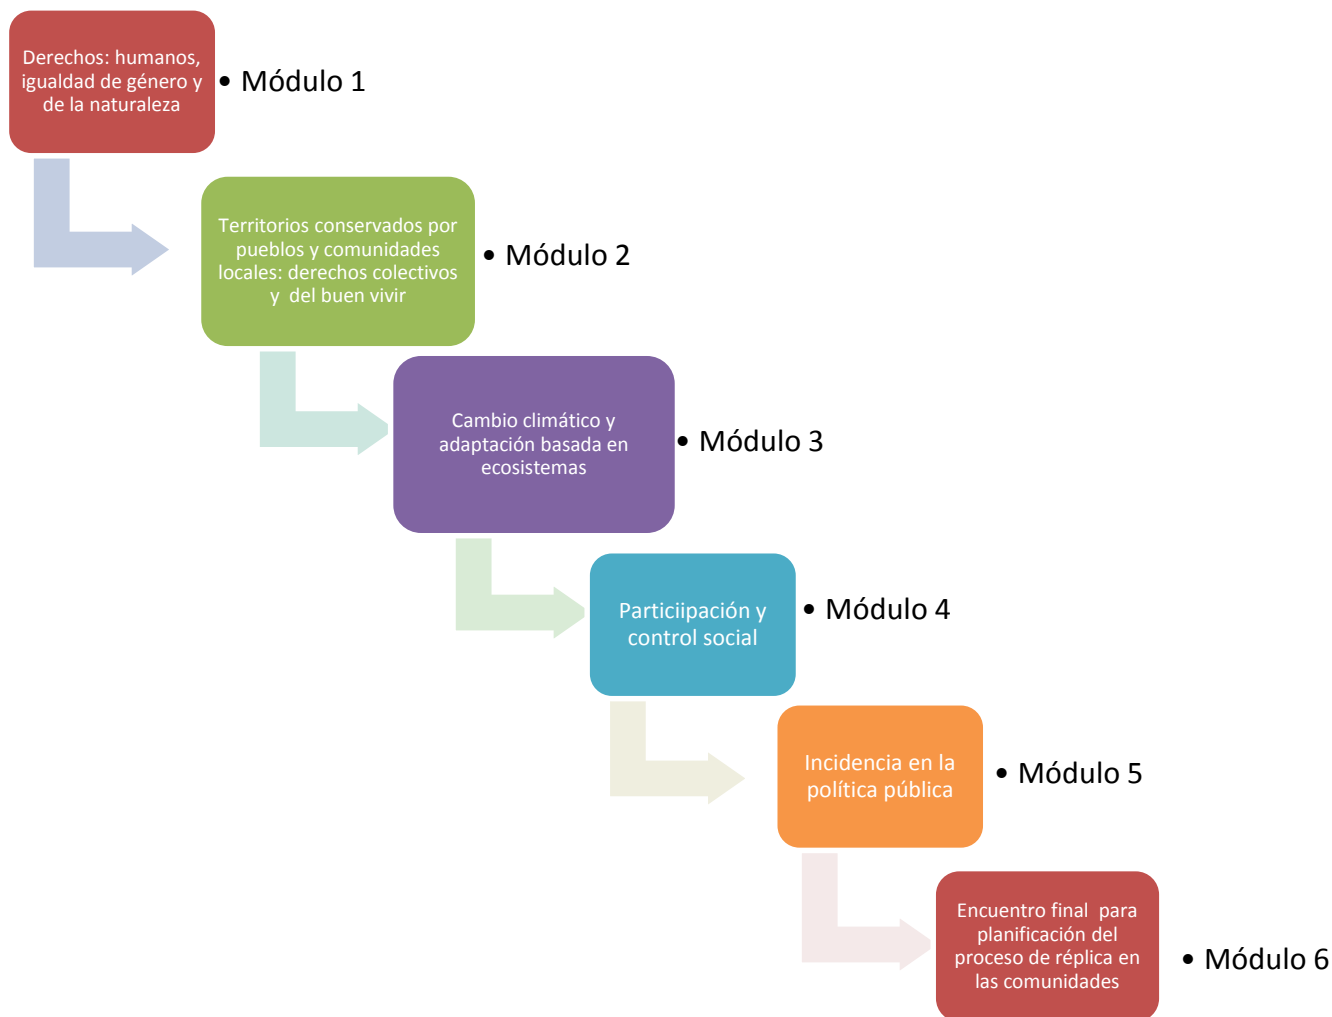 Derechos: humanos,
igualdad de género y
de la naturaleza
• Módulo 1
Territorios conservados por
pueblos y comunidades
locales: derechos colectivos
y del buen vivir
• Módulo 2
Cambio climático y
adaptación basada en
ecosistemas
• Módulo 3
Particiipación y
control social
• Módulo 4
Incidencia en la
política pública
• Módulo 5
Encuentro final para
planificación del
proceso de réplica en
las comunidades
• Módulo 6